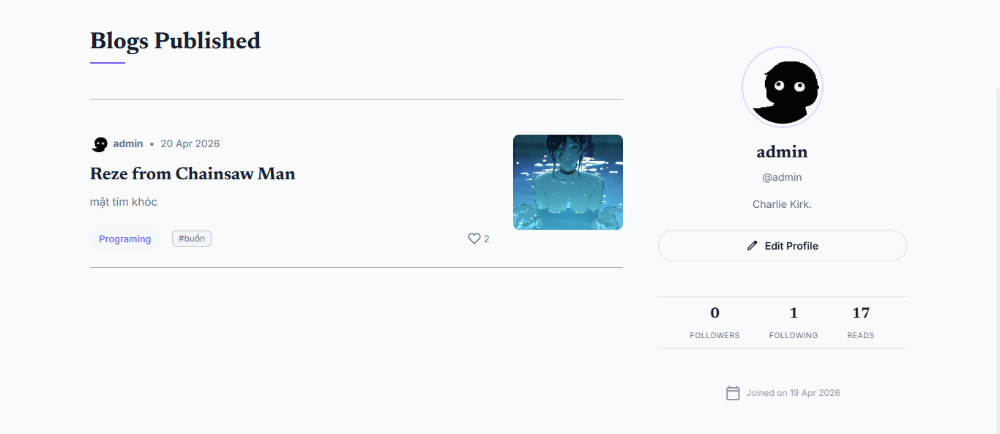 Blogs Published
admin • 20 Apr 2026
Reze from Chainsaw Man
mặt tím khóc
Programing #buồn 2
admin
@admin
Charlie Kirk.
Edit Profile
0 1 17
FOLLOWERS FOLLOWING READS
Joined on 19 Apr 2026